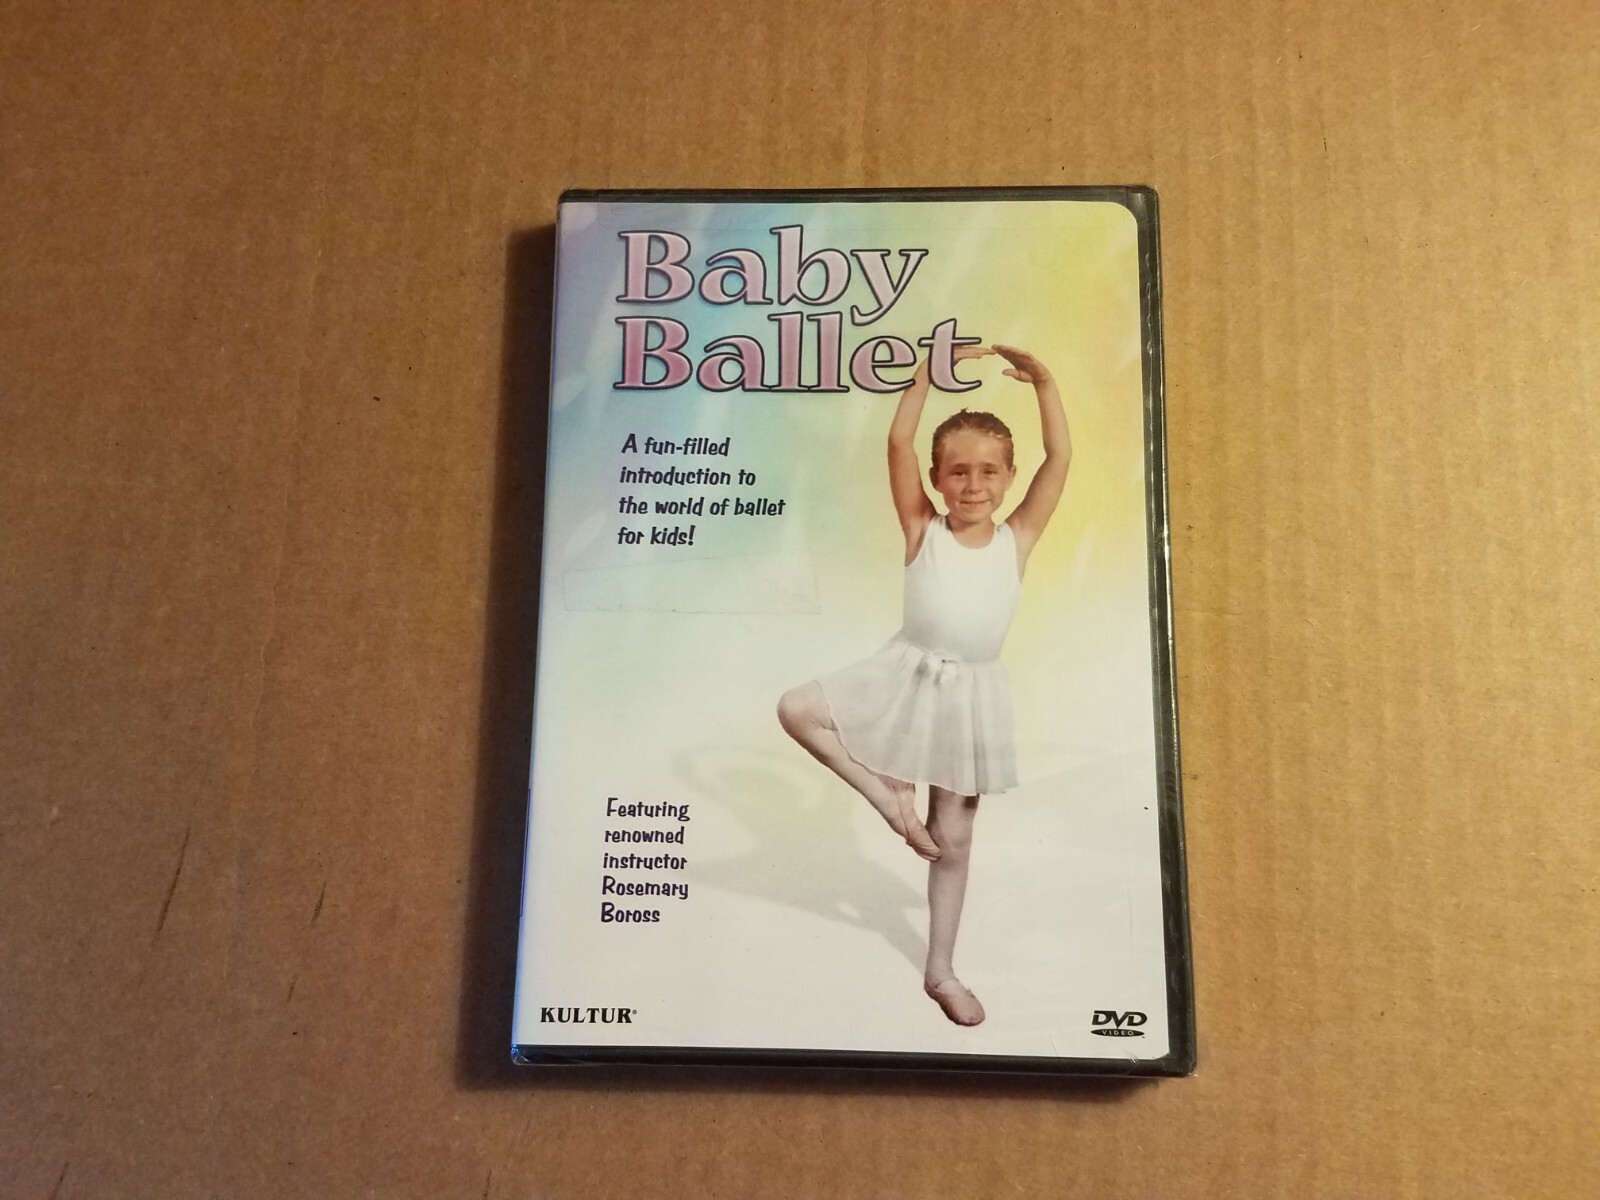 Baby
Ballet
A fun-filled
introduction to
the world of ballet
for kids!
Featuring
renowned
instructor
Rosemary
Boross
KULTUR®
DVD
VIDEO